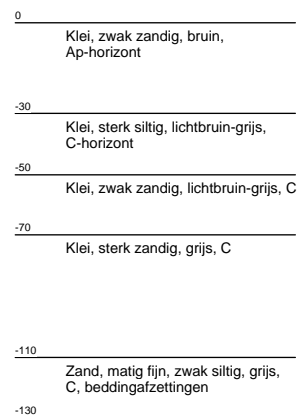 0
Klei, zwak zandig, bruin,
Ap-horizont
-30
Klei, sterk siltig, lichtbruin-grijs,
C-horizont
-50
Klei, zwak zandig, lichtbruin-grijs, C
-70
Klei, sterk zandig, grijs, C
-110
Zand, matig fijn, zwak siltig, grijs,
C, beddingafzettingen
-130